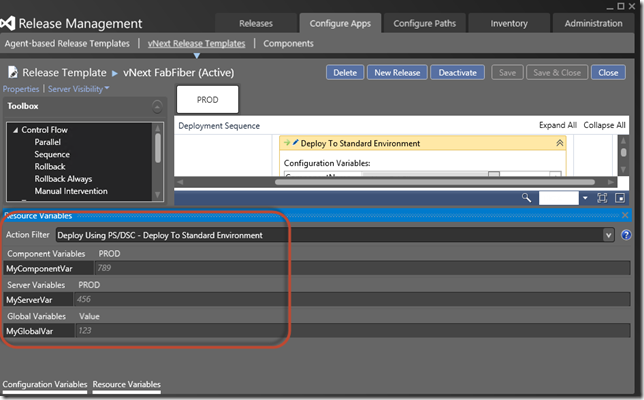 Release Management
Releases
Configure Apps
Configure Paths
Inventory
Administration
Agent-based Release Templates
vNext Release Templates
Components
Release Template ▸ vNext FabFiber (Active)
Delete
New Release
Deactivate
Save
Save & Close
Close
Properties | Server Visibility
Toolbox
Control Flow
Parallel
Sequence
Rollback
Rollback Always
Manual Intervention
PROD
Deployment Sequence
Expand All
Collapse All
Deploy To Standard Environment
Configuration Variables:
Resource Variables
Action Filter
Deploy Using PS/DSC - Deploy To Standard Environment
Component Variables PROD
MyComponentVar 789
Server Variables PROD
MyServerVar 456
Global Variables Value
MyGlobalVar 123
Configuration Variables
Resource Variables